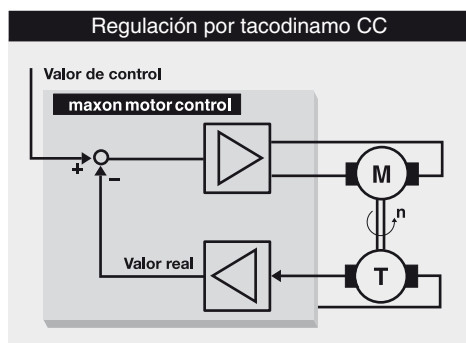 Regulación por tacodinamo CC
Valor de control
maxon motor control
+
−
M
n
Valor real
T